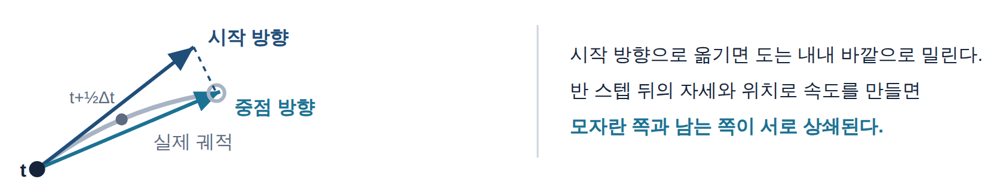 시작 방향
t+½Δt
중점 방향
실제 궤적
t
시작 방향으로 옮기면 도는 내내 바깥으로 밀린다.
반 스텝 뒤의 자세와 위치로 속도를 만들면
모자란 쪽과 남는 쪽이 서로 상쇄된다.